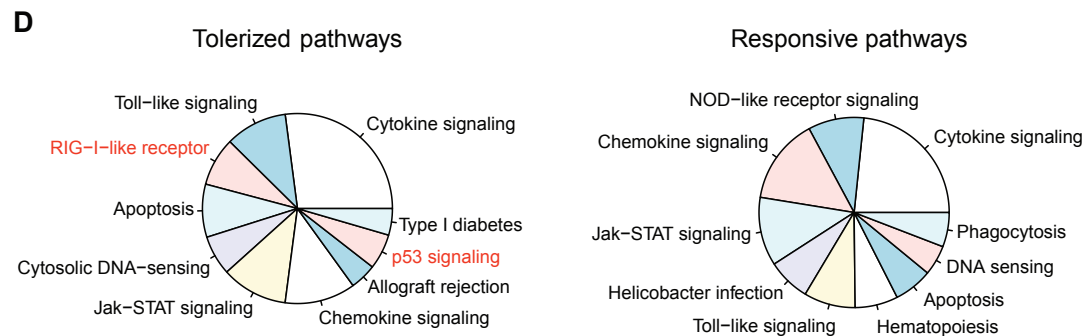 D
Tolerized pathways
Toll−like signaling
Cytokine signaling
RIG−I−like receptor
Apoptosis
Type I diabetes
p53 signaling
Cytosolic DNA−sensing
Allograft rejection
Jak−STAT signaling
Chemokine signaling
Responsive pathways
NOD−like receptor signaling
Chemokine signaling
Cytokine signaling
Jak−STAT signaling
Phagocytosis
DNA sensing
Helicobacter infection
Apoptosis
Toll−like signaling
Hematopoiesis